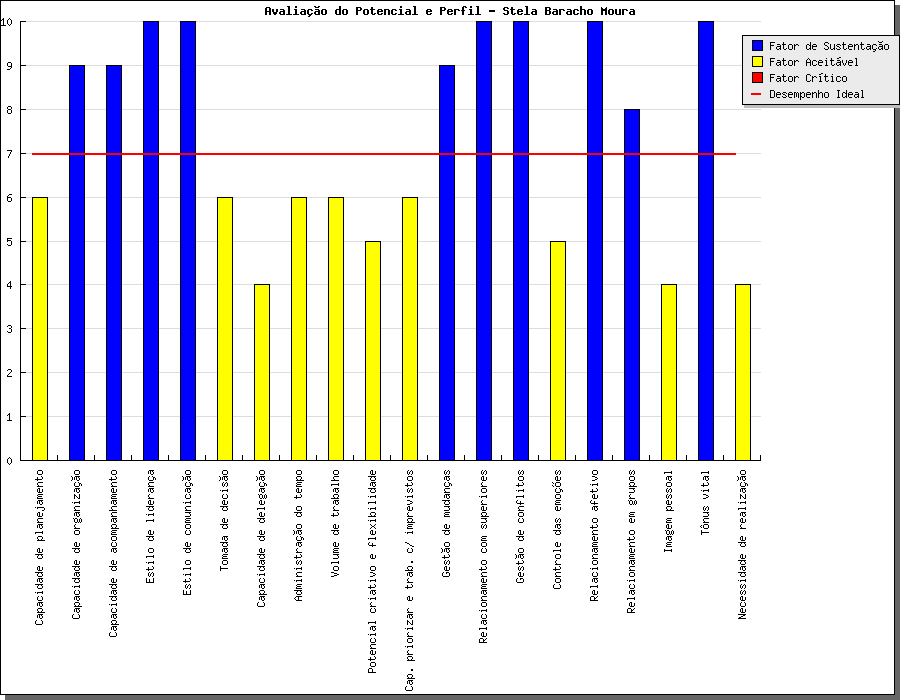 Avaliação do Potencial e Perfil - Stela Baracho Moura
Fator de Sustentação
Fator Aceitável
Fator Crítico
Desempenho Ideal
10
9
8
7
6
5
4
3
2
1
0
Capacidade de planejamento
Capacidade de organização
Capacidade de acompanhamento
Estilo de liderança
Estilo de comunicação
Tomada de decisão
Capacidade de delegação
Administração do tempo
Volume de trabalho
Potencial criativo e flexibilidade
Cap. priorizar e trab. c/ imprevistos
Gestão de mudanças
Relacionamento com superiores
Gestão de conflitos
Controle das emoções
Relacionamento afetivo
Relacionamento em grupos
Imagem pessoal
Tônus vital
Necessidade de realização